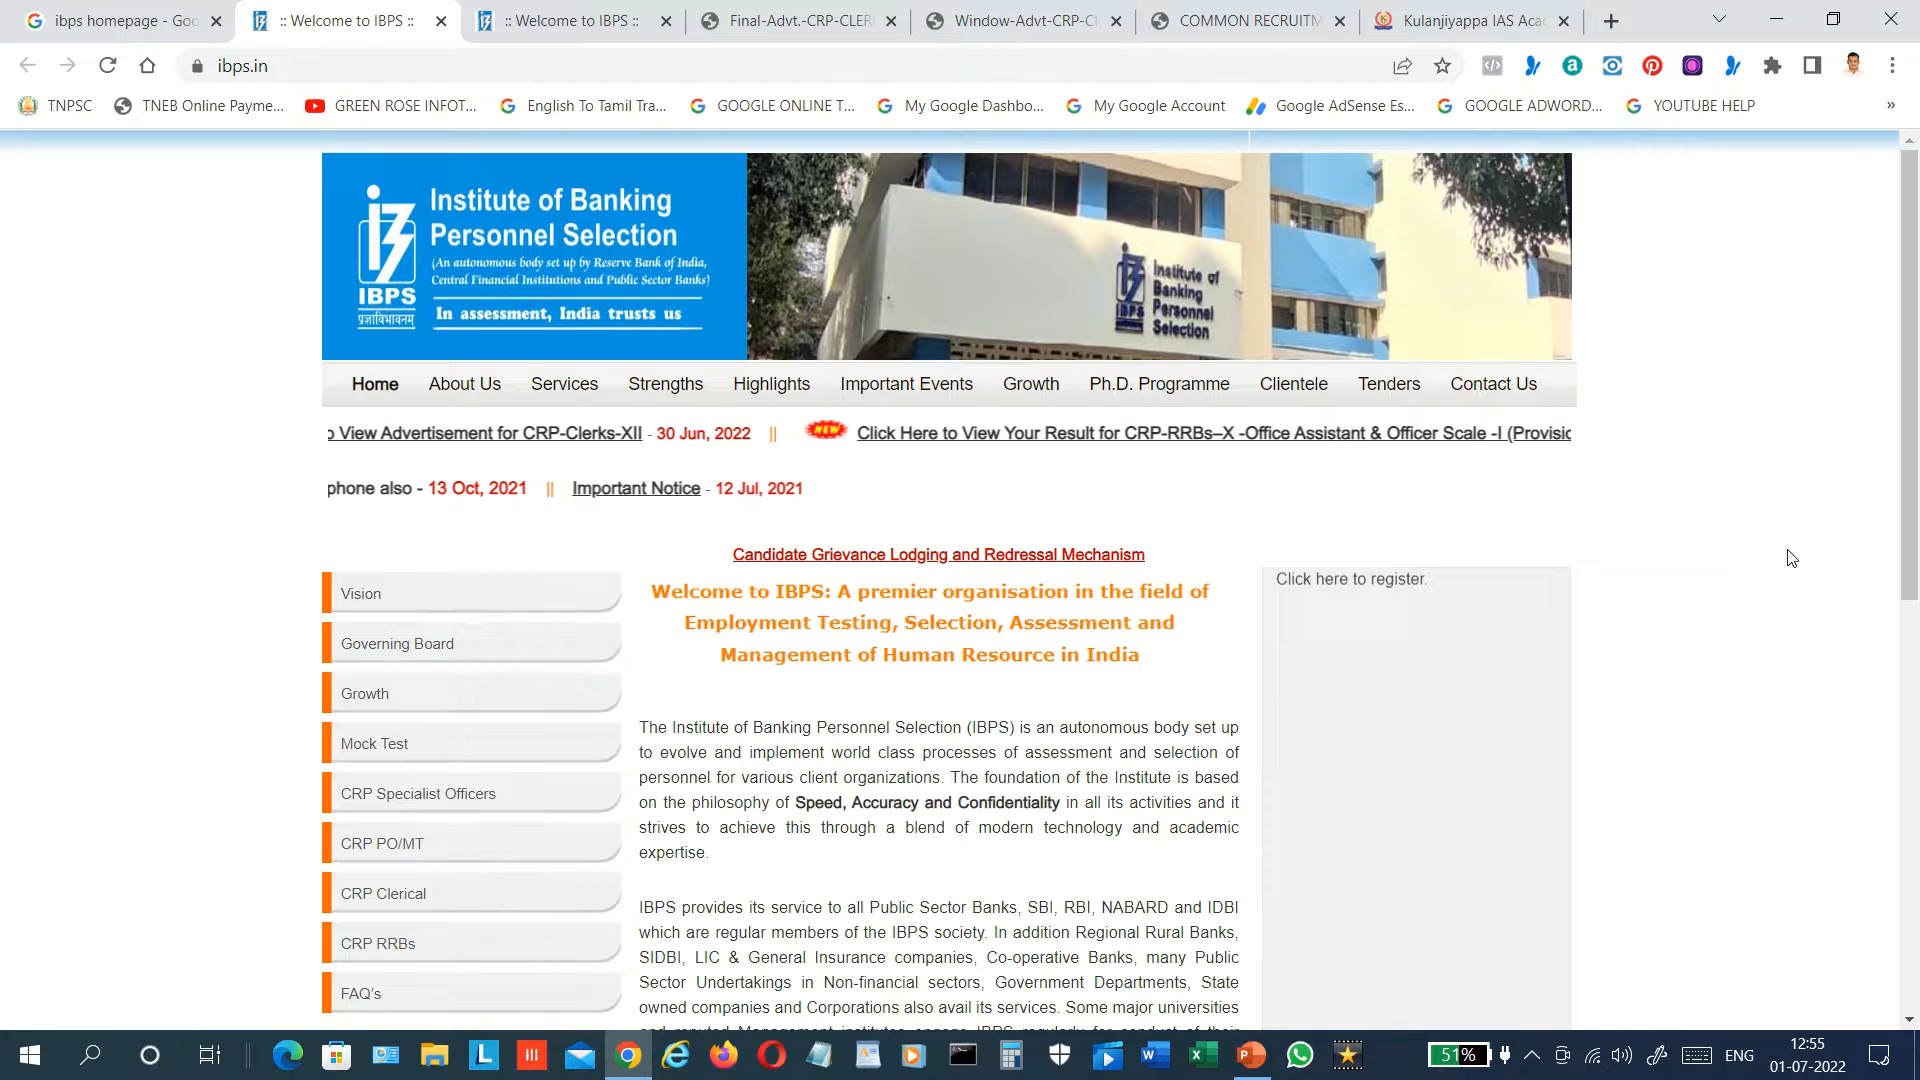 ibps homepage - Goo
:: Welcome to IBPS ::
:: Welcome to IBPS ::
Final-Advt.-CRP-CLER
Window-Advt-CRP-Cl
COMMON RECRUITM
Kulanjiyappa IAS Aca
ibps.in
TNPSC
TNEB Online Payme...
GREEN ROSE INFOT...
English To Tamil Tra...
GOOGLE ONLINE T...
My Google Dashbo...
My Google Account
Google AdSense Es...
GOOGLE ADWORD...
YOUTUBE HELP
Institute of Banking
Personnel Selection
(An autonomous body set up by Reserve Bank of India,
Central Financial Institutions and Public Sector Banks)
In assessment, India trusts us
IBPS
प्रज्ञाविभावनम्
Institute of
Banking
Personnel
Selection
IBPS
Home About Us Services Strengths Highlights Important Events Growth Ph.D. Programme Clientele Tenders Contact Us
o View Advertisement for CRP-Clerks-XII - 30 Jun, 2022 || NEW Click Here to View Your Result for CRP-RRBs–X -Office Assistant & Officer Scale -I (Provisic
phone also - 13 Oct, 2021 || Important Notice - 12 Jul, 2021
Candidate Grievance Lodging and Redressal Mechanism
Vision
Governing Board
Growth
Mock Test
CRP Specialist Officers
CRP PO/MT
CRP Clerical
CRP RRBs
FAQ's
Welcome to IBPS: A premier organisation in the field of
Employment Testing, Selection, Assessment and
Management of Human Resource in India
The Institute of Banking Personnel Selection (IBPS) is an autonomous body set up
to evolve and implement world class processes of assessment and selection of
personnel for various client organizations. The foundation of the Institute is based
on the philosophy of Speed, Accuracy and Confidentiality in all its activities and it
strives to achieve this through a blend of modern technology and academic
expertise.
IBPS provides its service to all Public Sector Banks, SBI, RBI, NABARD and IDBI
which are regular members of the IBPS society. In addition Regional Rural Banks,
SIDBI, LIC & General Insurance companies, Co-operative Banks, many Public
Sector Undertakings in Non-financial sectors, Government Departments, State
owned companies and Corporations also avail its services. Some major universities
Click here to register.
51%
ENG
12:55
01-07-2022